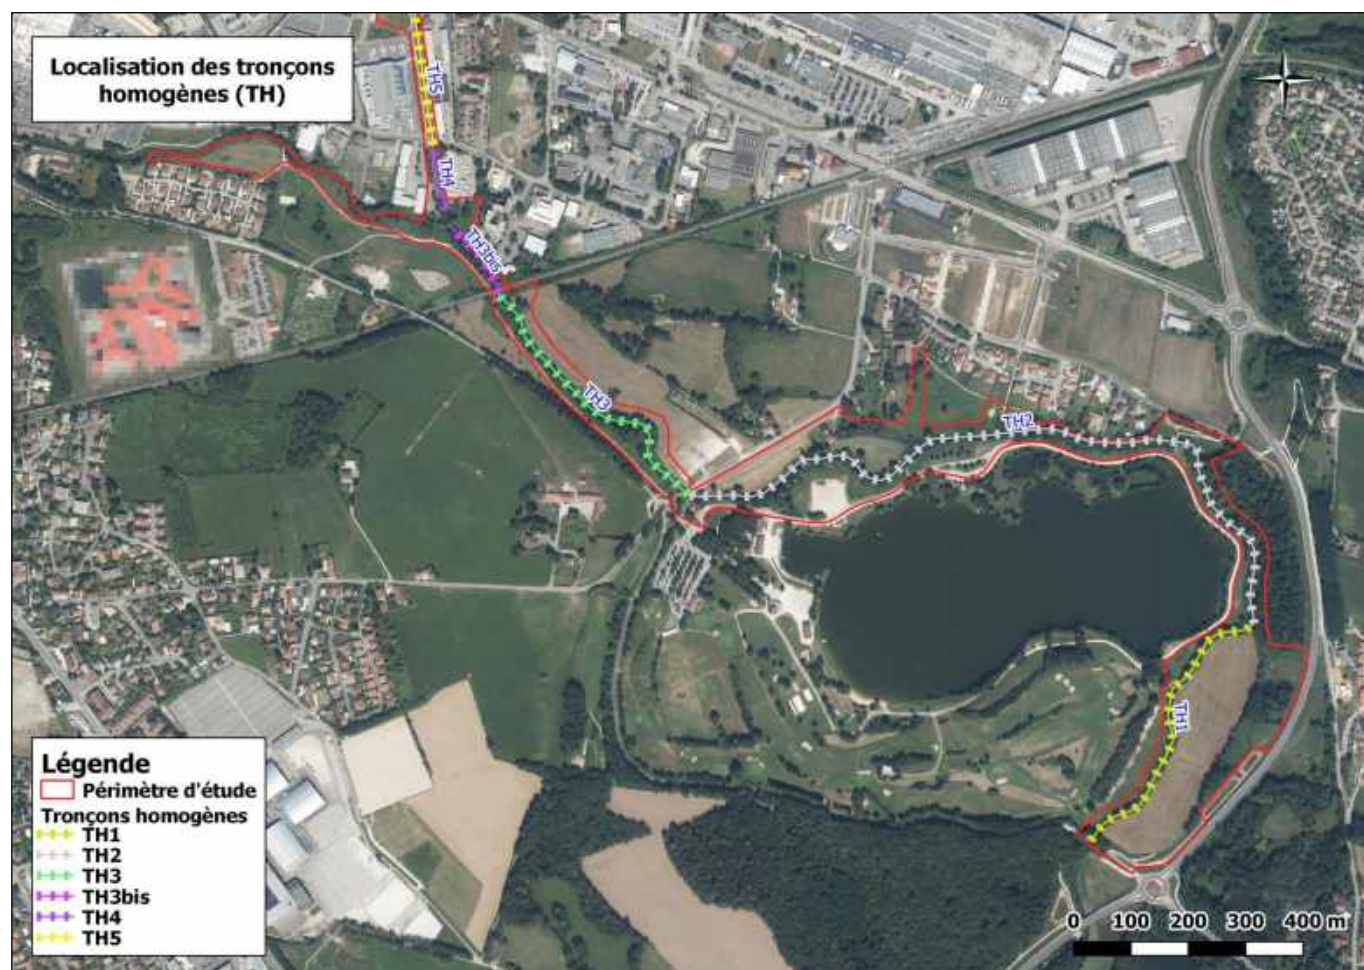 Localisation des tronçons
homogènes (TH)
TH5
TH4
TH3bis
TH3
TH2
TH1
Légende
Périmètre d'étude
Tronçons homogènes
TH1
TH2
TH3
TH3bis
TH4
TH5
0 100 200 300 400 m